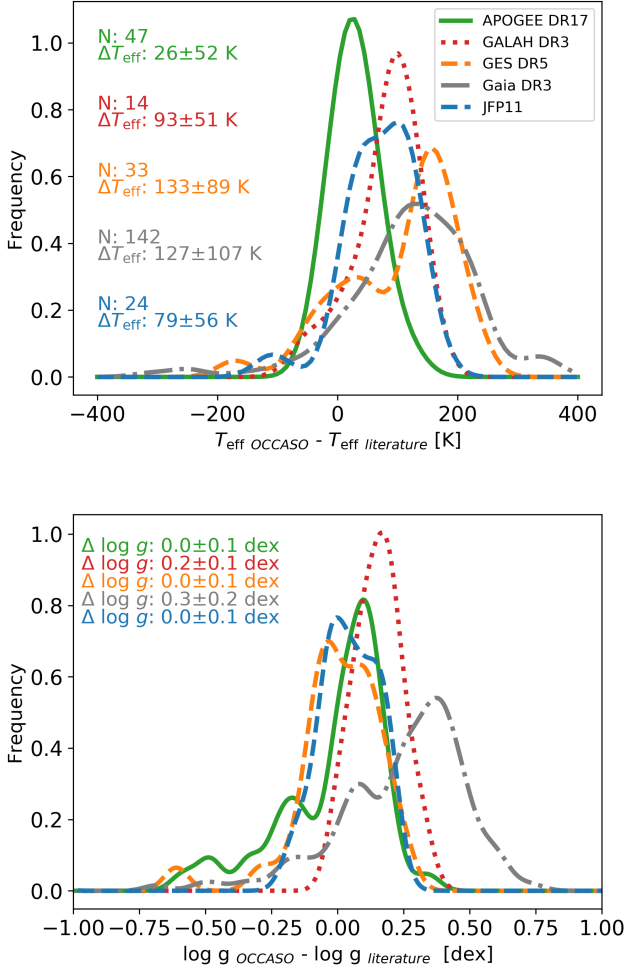 APOGEE DR17
GALAH DR3
GES DR5
Gaia DR3
JFP11
N: 47
ΔTeff: 26±52 K
N: 14
ΔTeff: 93±51 K
N: 33
ΔTeff: 133±89 K
N: 142
ΔTeff: 127±107 K
N: 24
ΔTeff: 79±56 K
Frequency
1.0
0.8
0.6
0.4
0.2
0.0
−400 −200 0 200 400
Teff OCCASO - Teff literature [K]
Δ log g: 0.0±0.1 dex
Δ log g: 0.2±0.1 dex
Δ log g: 0.0±0.1 dex
Δ log g: 0.3±0.2 dex
Δ log g: 0.0±0.1 dex
Frequency
1.0
0.8
0.6
0.4
0.2
0.0
−1.00 −0.75 −0.50 −0.25 0.00 0.25 0.50 0.75 1.00
log g OCCASO - log g literature [dex]